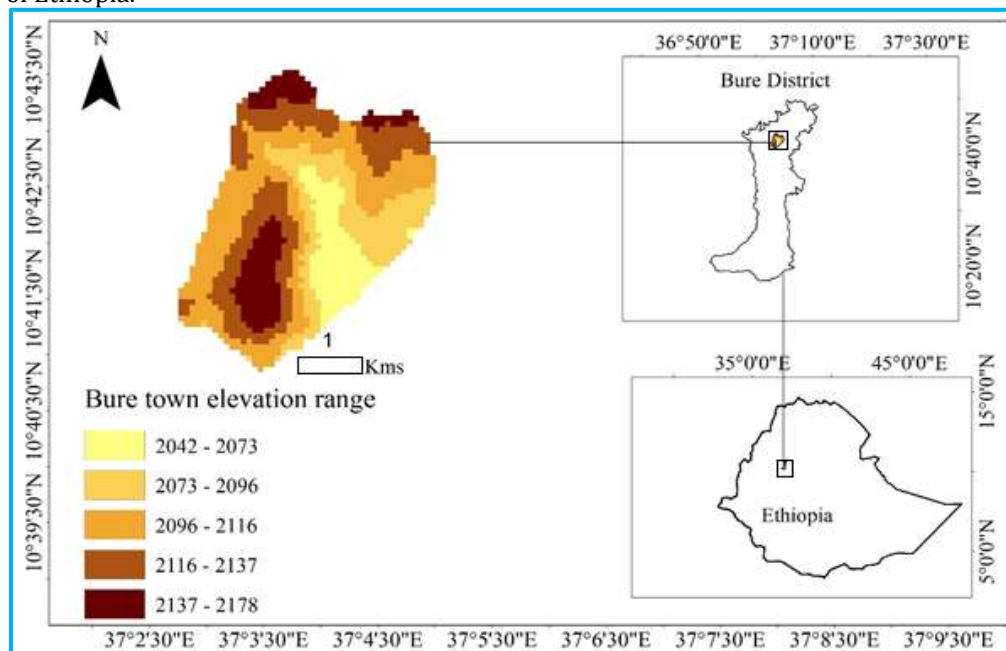 of Ethiopia.
N
36°50'0"E 37°10'0"E 37°30'0"E
Bure District
10°40'0"N
10°20'0"N
10°43'30"N
10°42'30"N
10°41'30"N
10°40'30"N
10°39'30"N
1
Kms
Bure town elevation range
2042 - 2073
2073 - 2096
2096 - 2116
2116 - 2137
2137 - 2178
35°0'0"E 45°0'0"E
15°0'0"N
5°0'0"N
Ethiopia
37°2'30"E 37°3'30"E 37°4'30"E 37°5'30"E 37°6'30"E 37°7'30"E 37°8'30"E 37°9'30"E